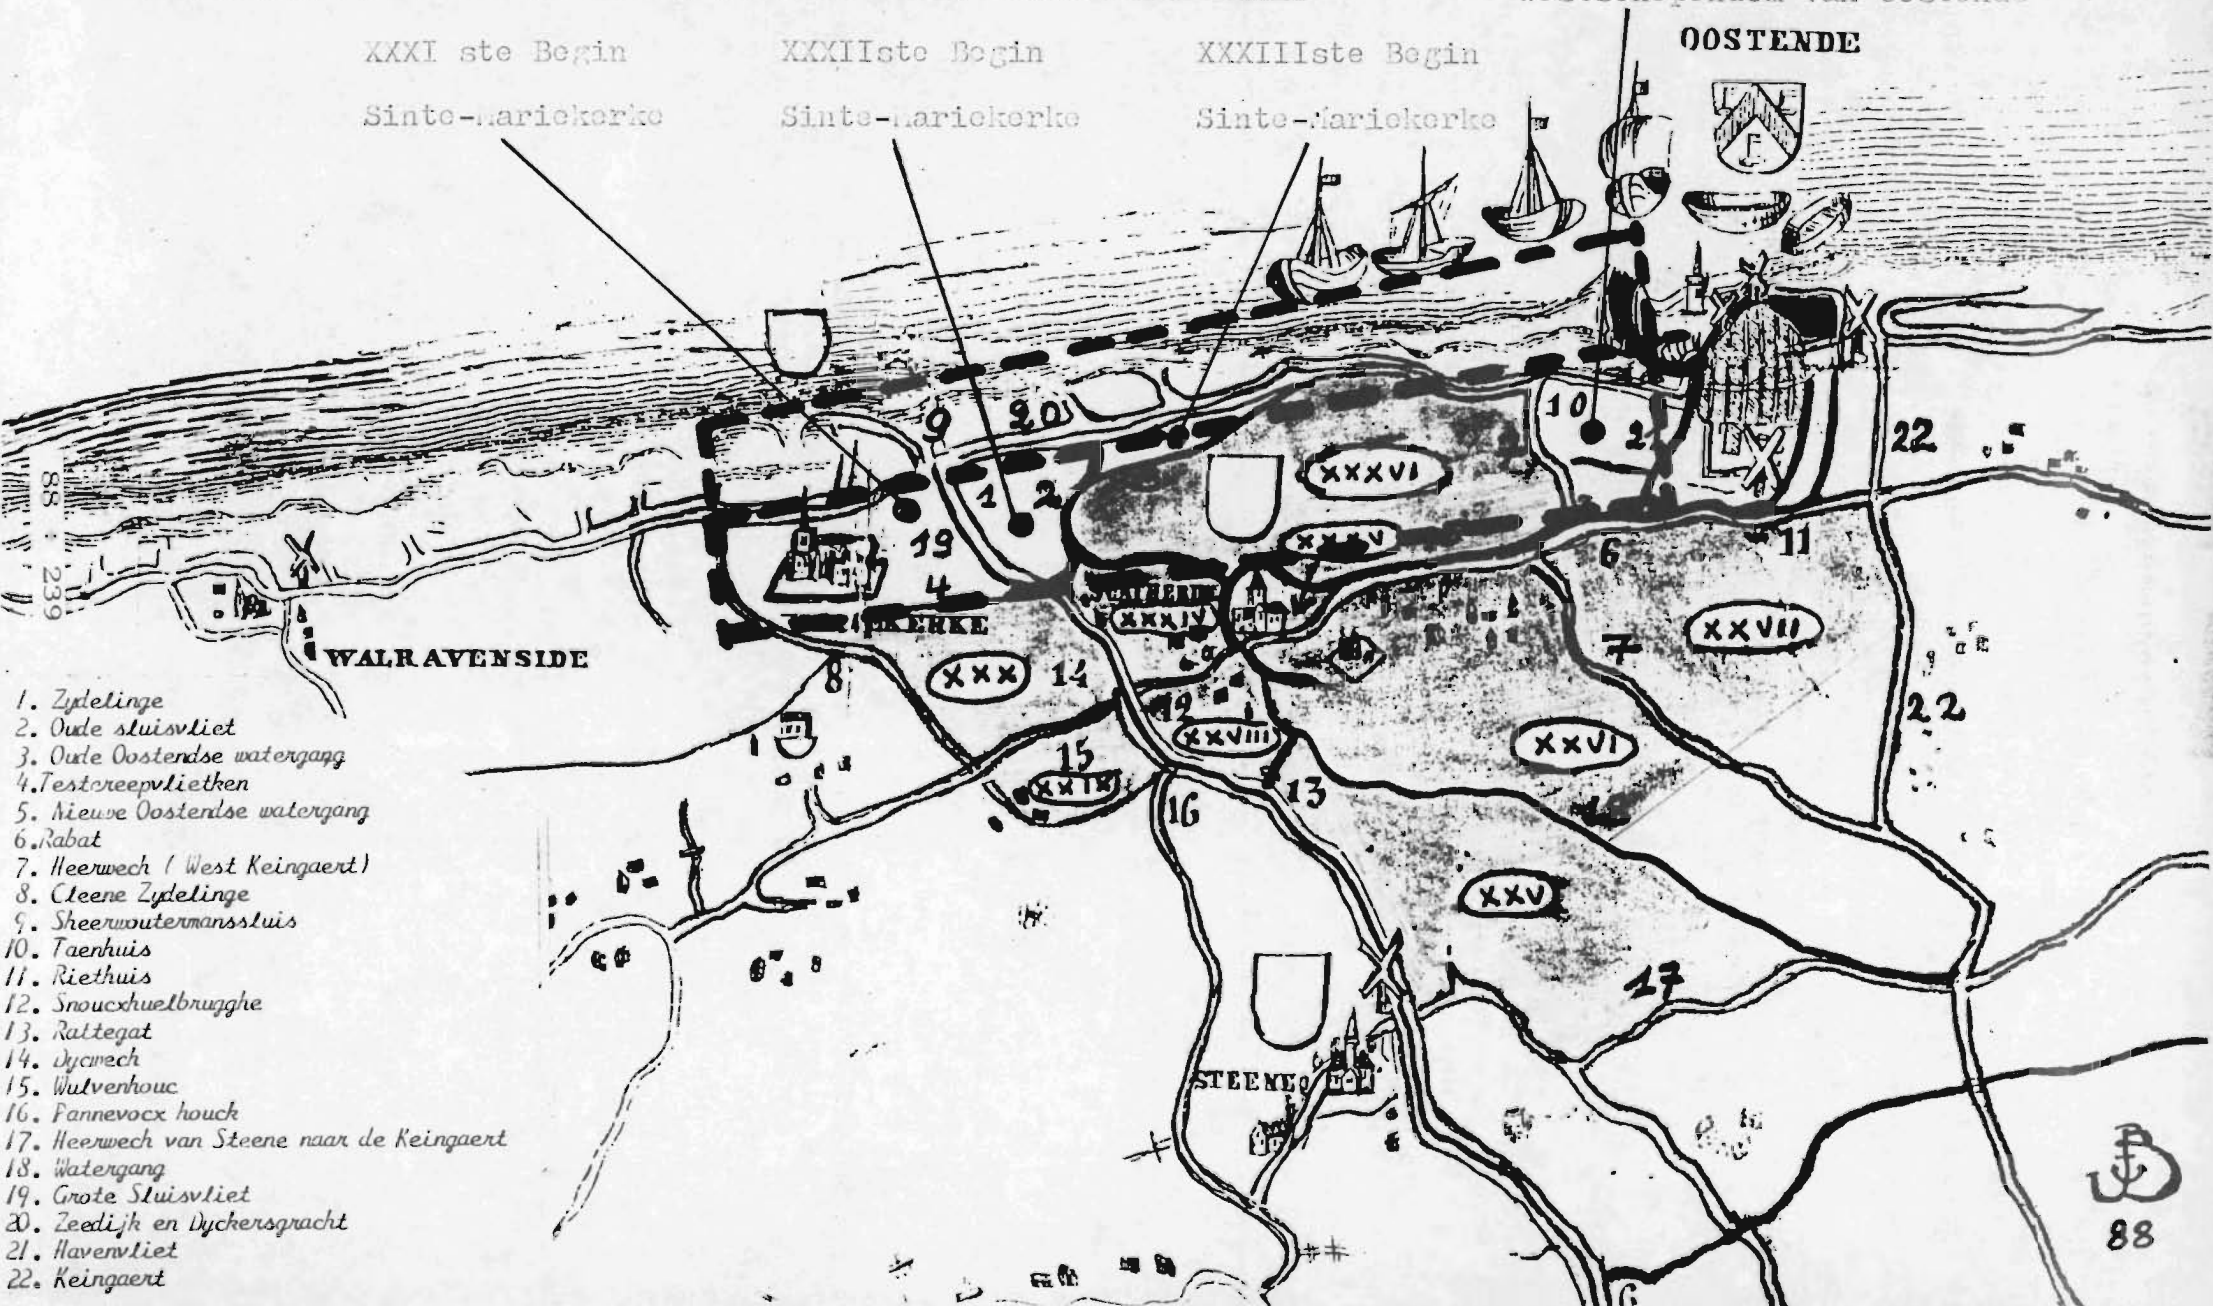 OOSTENDE
XXXI ste Begin
Sinte-Mariekerke
XXXIIste Begin
Sinte-Mariekerke
XXXIIIste Begin
Sinte-Mariekerke
9
20
10
XXXVI
22
1
2
XXXV
19
6
11
4
XXXIV
KERKE
XXVII
7
WALRAVENSIDE
8
XXX
14
12
XXVIII
XXVI
22
15
XXIX
13
16
XXV
17
STEENE
88 : 239
1. Zydelinge
2. Oude sluisvliet
3. Oude Oostendse watergang
4. Testcreepvlietken
5. Nieuwe Oostendse watergang
6. Rabat
7. Heerwech ( West Keingaert)
8. Cleene Zydelinge
9. Sheerwoutermanssluis
10. Taenhuis
11. Riethuis
12. Snoucxhuelbrugghe
13. Rattegat
14. Dycwech
15. Wulvenhouc
16. Pannevocx houck
17. Heerwech van Steene naar de Keingaert
18. Watergang
19. Grote Sluisvliet
20. Zeedijk en Dyckersgracht
21. Havenvliet
22. Keingaert
88